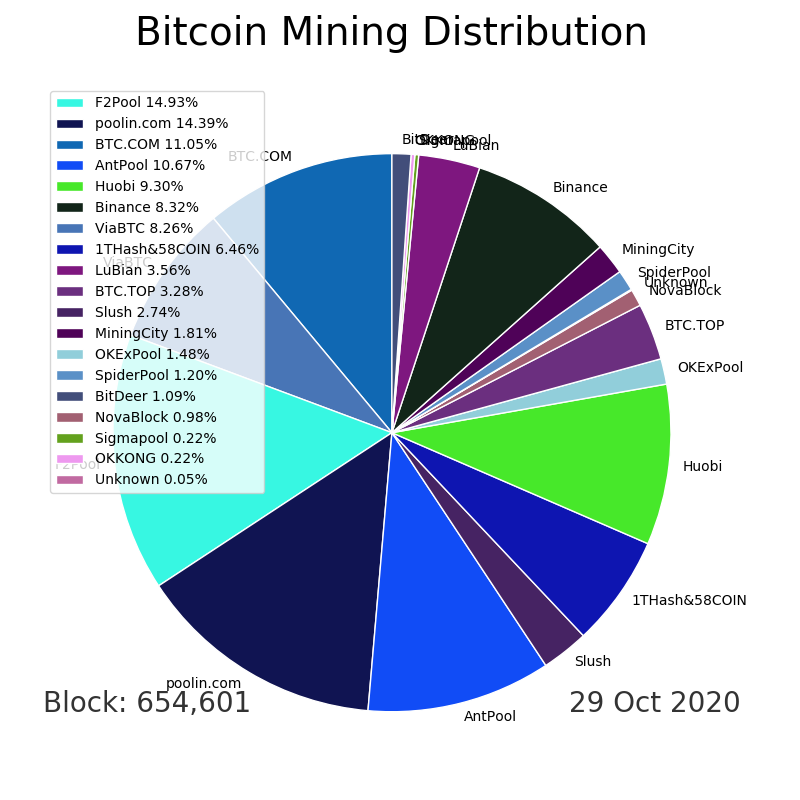 Bitcoin Mining Distribution
F2Pool 14.93%
poolin.com 14.39%
BTC.COM 11.05%
AntPool 10.67%
Huobi 9.30%
Binance 8.32%
ViaBTC 8.26%
1THash&58COIN 6.46%
LuBian 3.56%
BTC.TOP 3.28%
Slush 2.74%
MiningCity 1.81%
OKExPool 1.48%
SpiderPool 1.20%
BitDeer 1.09%
NovaBlock 0.98%
Sigmapool 0.22%
OKKONG 0.22%
Unknown 0.05%
BTC.COM
ViaBTC
F2Pool
poolin.com
AntPool
Slush
1THash&58COIN
Huobi
OKExPool
BTC.TOP
NovaBlock
Unknown
SpiderPool
MiningCity
Binance
LuBian
Sigmapool
OKKONG
Block: 654,601
29 Oct 2020